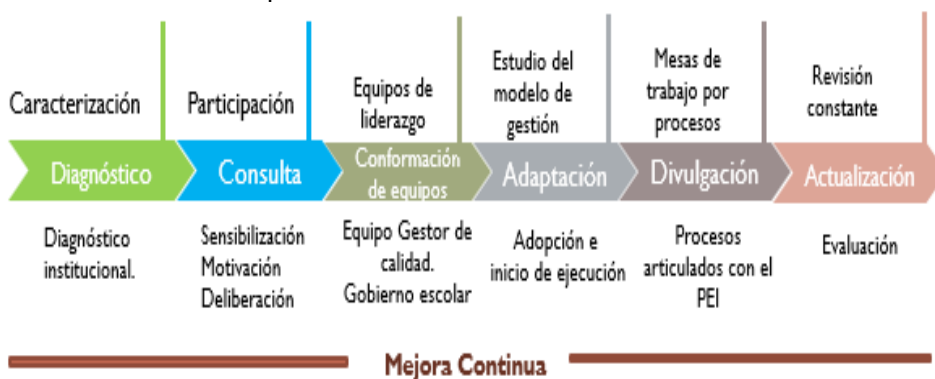 Caracterización
Participación
Equipos de
liderazgo
Estudio del
modelo de
gestión
Mesas de
trabajo por
procesos
Revisión
constante
Diagnóstico
Consulta
Conformación
de equipos
Adaptación
Divulgación
Actualización
Diagnóstico
institucional.
Sensibilización
Motivación
Deliberación
Equipo Gestor de
calidad.
Gobierno escolar
Adopción e
inicio de ejecución
Procesos
articulados con el
PEI
Evaluación
Mejora Continua